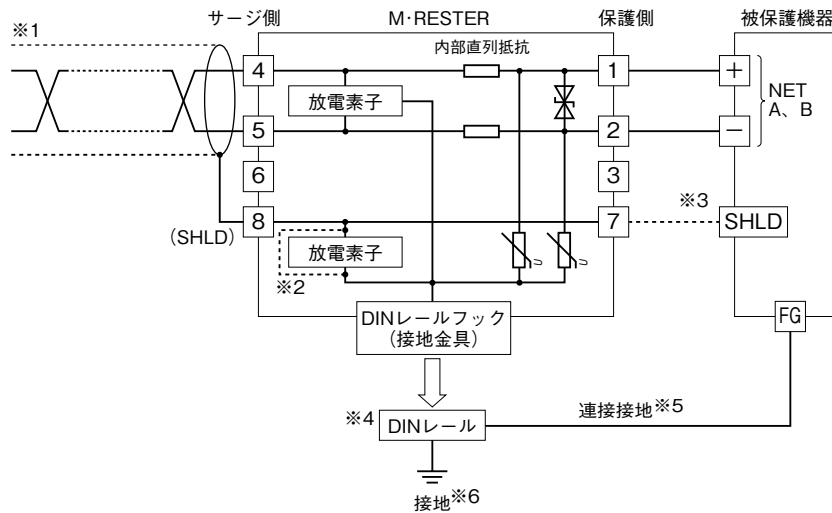 ※1
サージ側
M･RESTER
保護側
被保護機器
内部直列抵抗
4
1
+
放電素子
NET
A、B
5
2
−
6
3
※3
(SHLD)
8
7
SHLD
放電素子
※2
DINレールフック
(接地金具)
FG
※4
DINレール
連接接地※5
接地※6